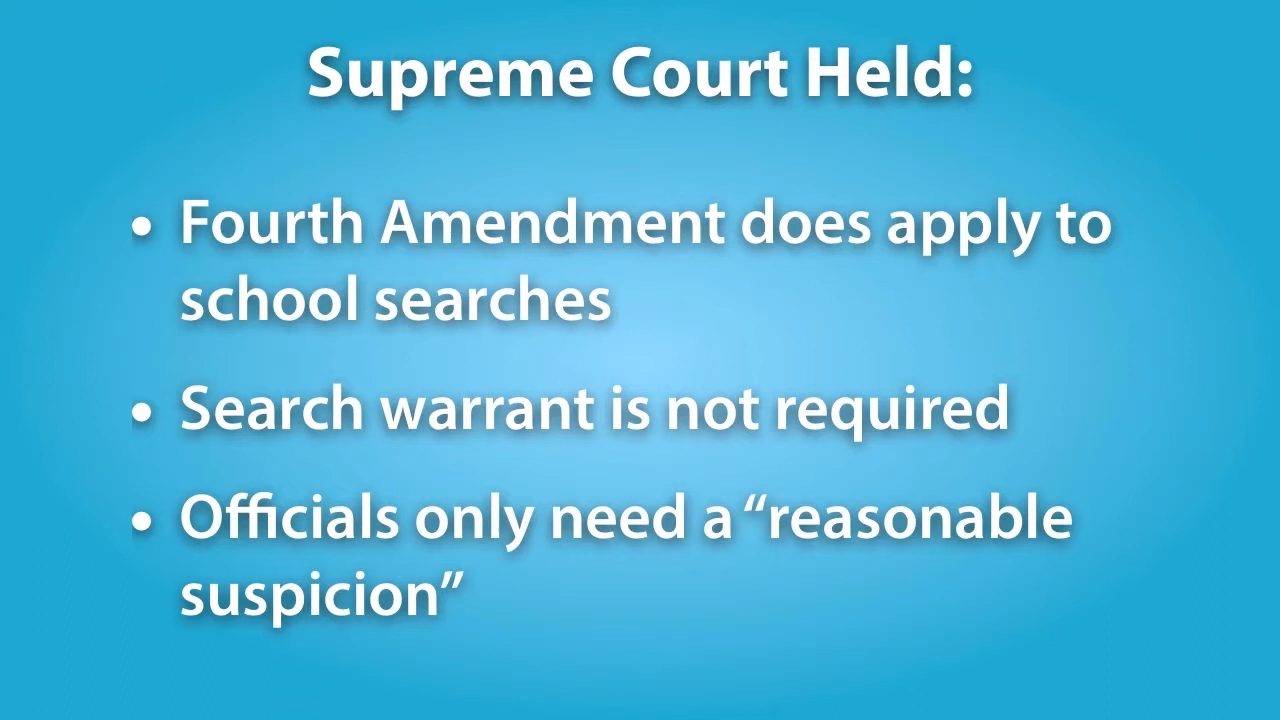 Supreme Court Held:
• Fourth Amendment does apply to
school searches
• Search warrant is not required
• Officials only need a “reasonable
suspicion”